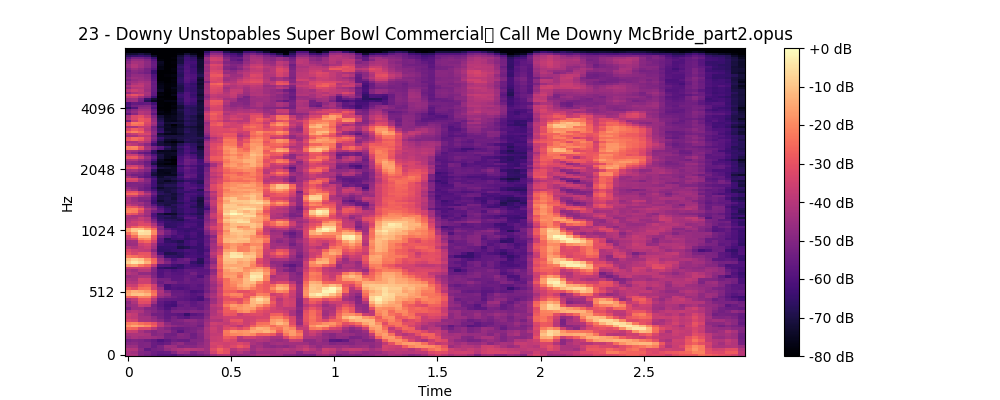 23 - Downy Unstopables Super Bowl Commercial▯ Call Me Downy McBride_part2.opus
Hz
4096
2048
1024
512
0
0 0.5 1 1.5 2 2.5
Time
+0 dB
-10 dB
-20 dB
-30 dB
-40 dB
-50 dB
-60 dB
-70 dB
-80 dB